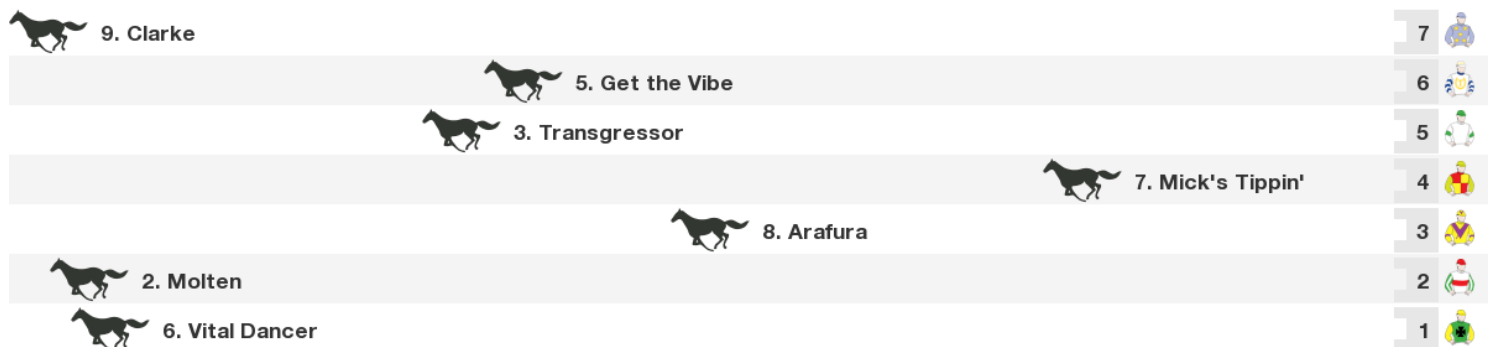 9. Clarke 7
5. Get the Vibe 6
3. Transgressor 5
7. Mick's Tippin' 4
8. Arafura 3
2. Molten 2
6. Vital Dancer 1